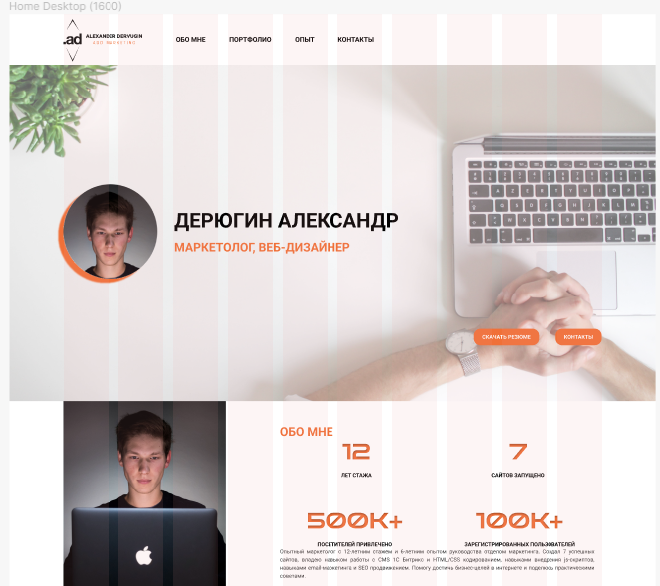 Home Desktop (1600)
.ad ALEXANDER DERYUGIN
ADD MARKETING
ОБО МНЕ ПОРТФОЛИО ОПЫТ КОНТАКТЫ
ДЕРЮГИН АЛЕКСАНДР
МАРКЕТОЛОГ, ВЕБ-ДИЗАЙНЕР
СКАЧАТЬ РЕЗЮМЕ КОНТАКТЫ
ОБО МНЕ
12 7
ЛЕТ СТАЖА САЙТОВ ЗАПУЩЕНО
500K+ 100K+
ПОСЕТИТЕЛЕЙ ПРИВЛЕЧЕНО ЗАРЕГИСТРИРОВАННЫХ ПОЛЬЗОВАТЕЛЕЙ
Опытный маркетолог с 12-летним стажем и 6-летним опытом руководства отделом маркетинга. Создал 7 успешных
сайтов, владею навыком работы с CMS 1С Битрикс и HTML/CSS кодированием, навыками внедрения js-скриптов,
навыками email-маркетинга и SEO продвижением. Помогу достичь бизнес-целей в интернете и поделюсь практическими
советами